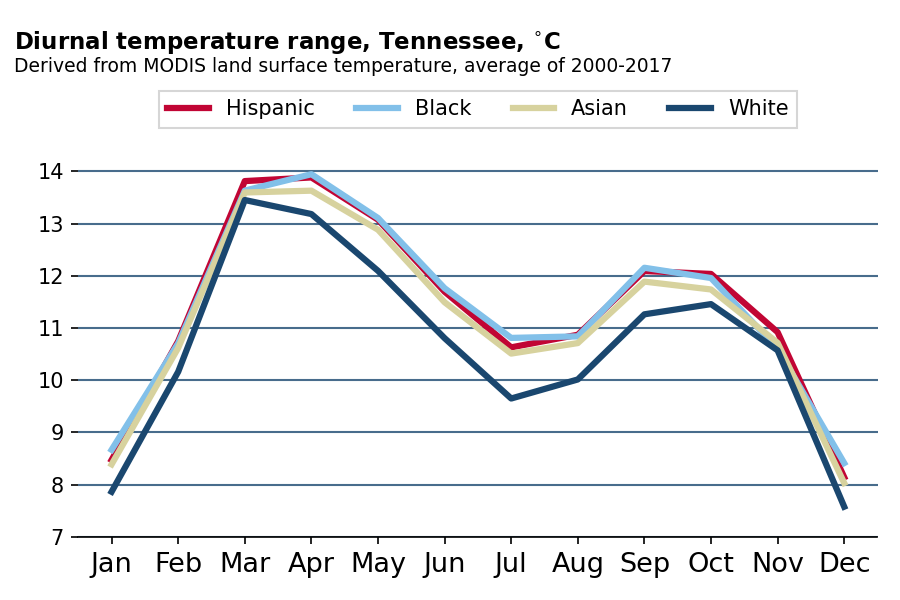 Diurnal temperature range, Tennessee, °C
Derived from MODIS land surface temperature, average of 2000-2017
Hispanic Black Asian White
14
13
12
11
10
9
8
7
Jan Feb Mar Apr May Jun Jul Aug Sep Oct Nov Dec